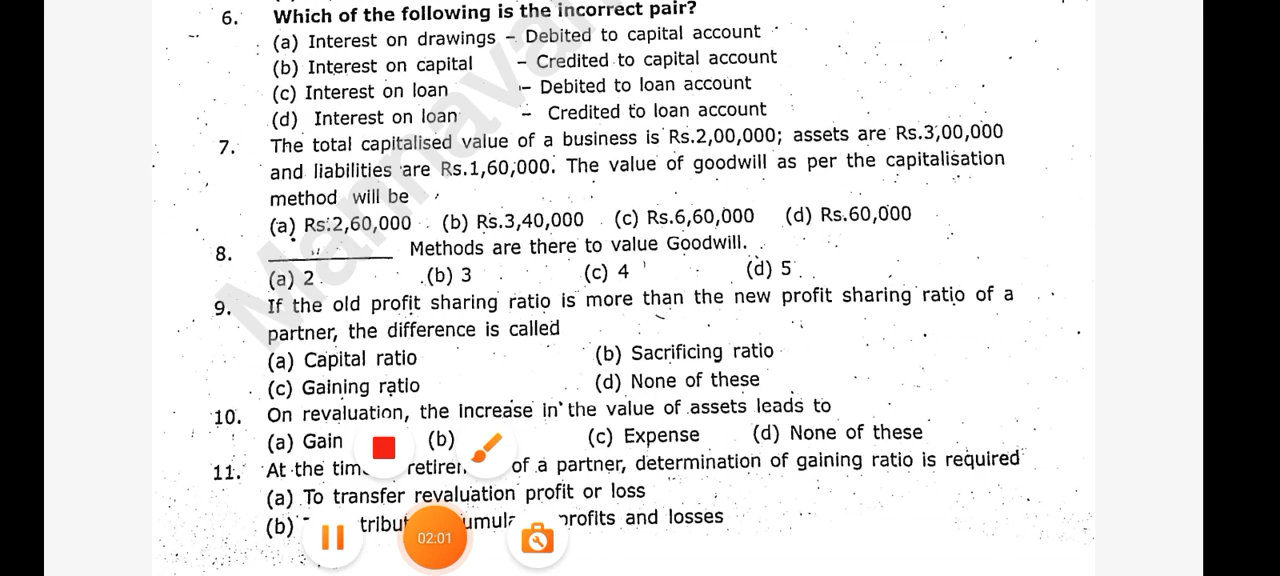 6. Which of the following is the incorrect pair?
(a) Interest on drawings – Debited to capital account
(b) Interest on capital – Credited to capital account
(c) Interest on loan – Debited to loan account
(d) Interest on loan – Credited to loan account
7. The total capitalised value of a business is Rs.2,00,000; assets are Rs.3,00,000
and liabilities are Rs.1,60,000. The value of goodwill as per the capitalisation
method will be
(a) Rs.2,60,000 (b) Rs.3,40,000 (c) Rs.6,60,000 (d) Rs.60,000
8. ____________ Methods are there to value Goodwill.
(a) 2 (b) 3 (c) 4 (d) 5
9. If the old profit sharing ratio is more than the new profit sharing ratio of a
partner, the difference is called
(a) Capital ratio (b) Sacrificing ratio
(c) Gaining ratio (d) None of these
10. On revaluation, the increase in the value of assets leads to
(a) Gain (b) (c) Expense (d) None of these
11. At the of a partner, determination of gaining ratio is required
(a) To transfer revaluation profit or loss
(b) profits and losses
02:01